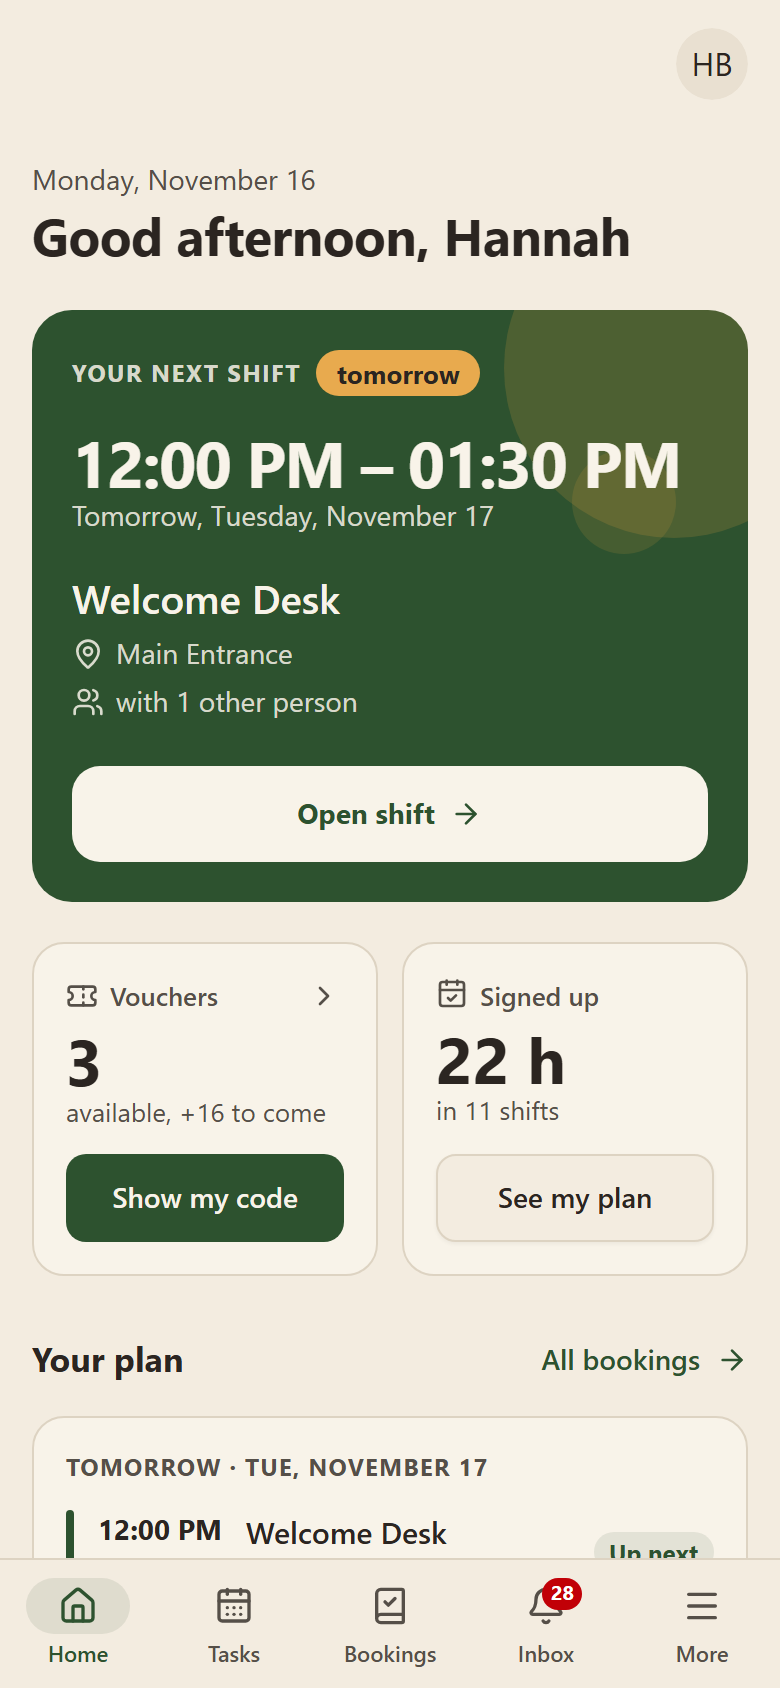 HB
Monday, November 16
Good afternoon, Hannah
YOUR NEXT SHIFT tomorrow
12:00 PM – 01:30 PM
Tomorrow, Tuesday, November 17
Welcome Desk
Main Entrance
with 1 other person
Open shift
Vouchers
3
available, +16 to come
Show my code
Signed up
22 h
in 11 shifts
See my plan
Your plan
All bookings
TOMORROW · TUE, NOVEMBER 17
12:00 PM Welcome Desk
Up next
28
Home Tasks Bookings Inbox More